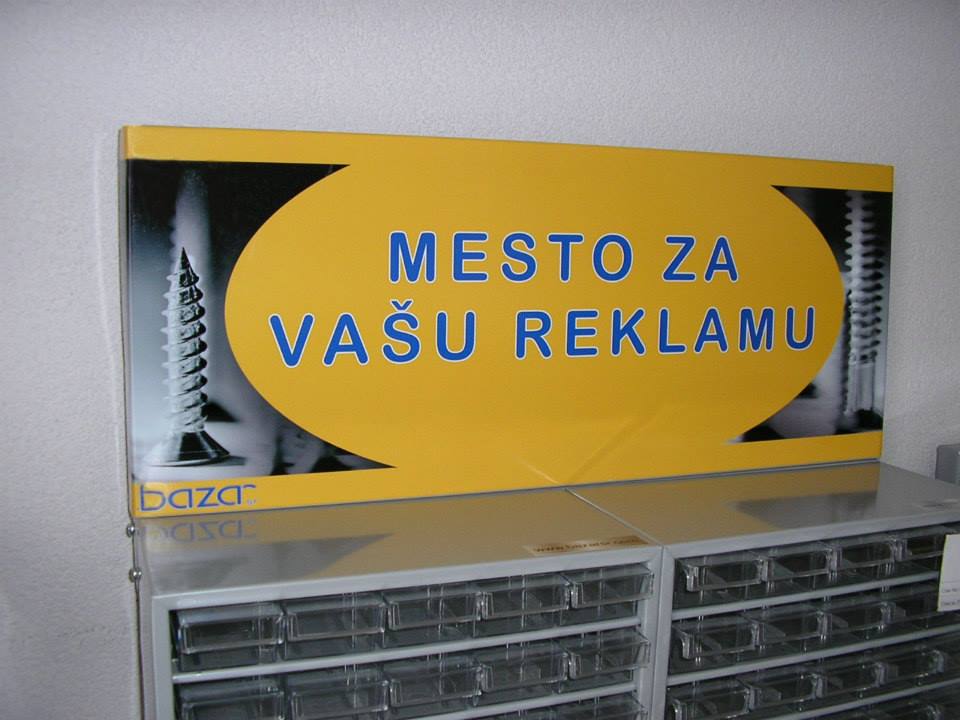 MESTO ZA
VAŠU REKLAMU
bazar